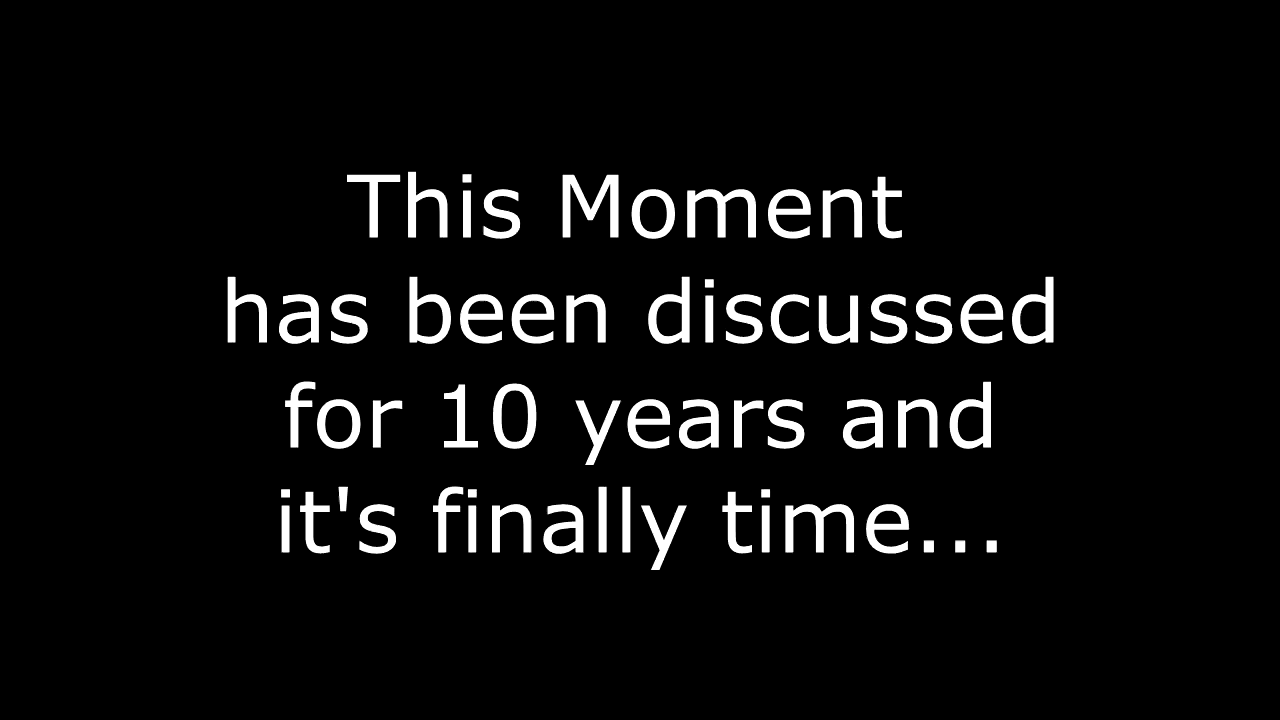 This Moment
has been discussed
for 10 years and
it's finally time...